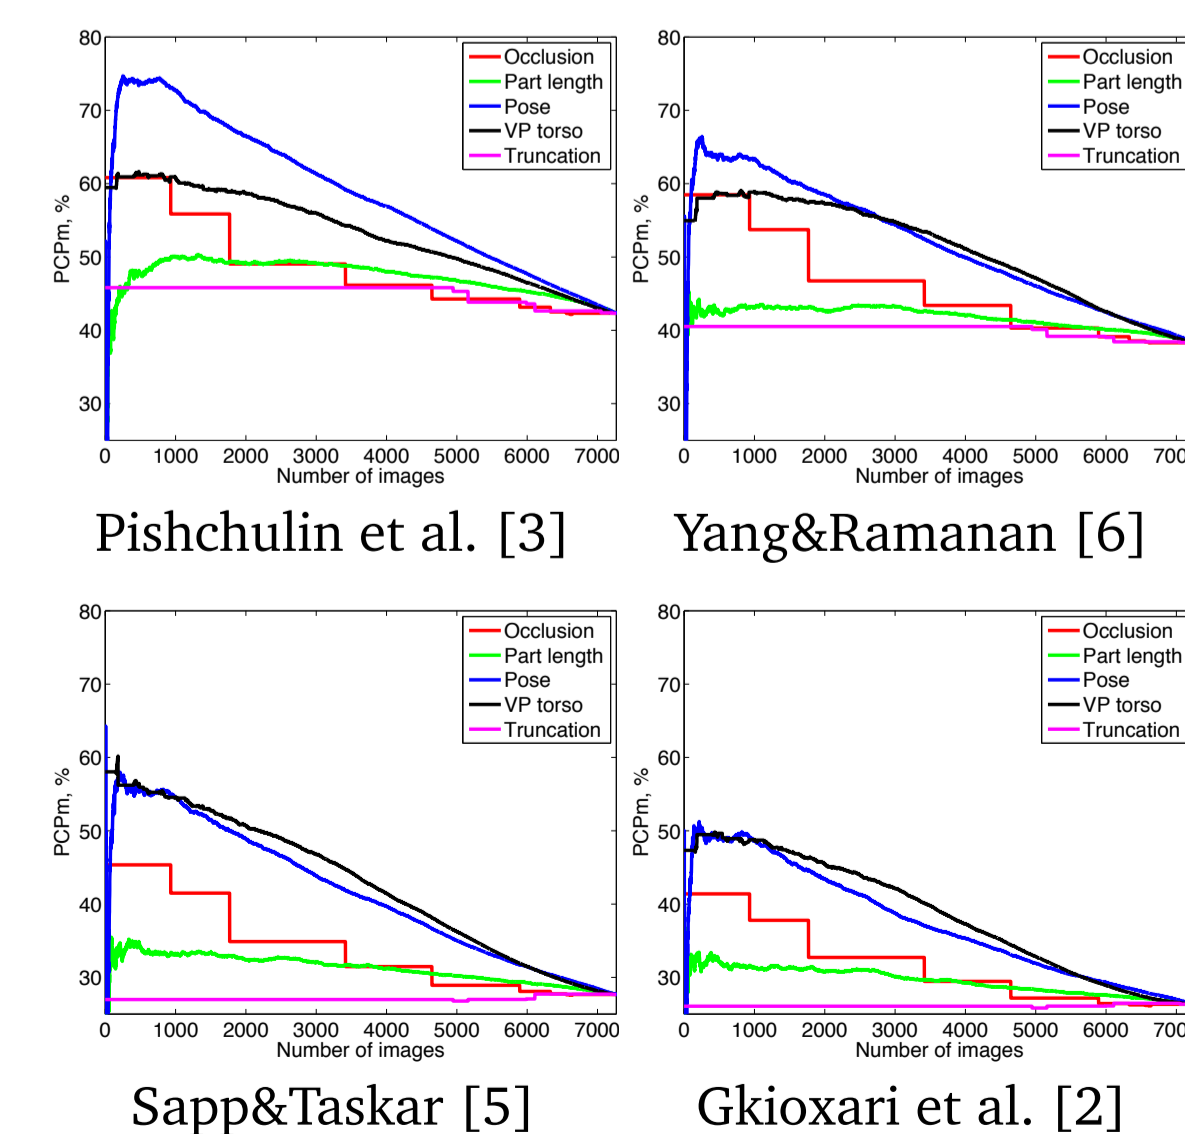 80
70
60
50
40
30
PCPm, %
0 1000 2000 3000 4000 5000 6000 7000
Number of images
Occlusion
Part length
Pose
VP torso
Truncation
Pishchulin et al. [3]
80
70
60
50
40
30
PCPm, %
0 1000 2000 3000 4000 5000 6000 700
Number of images
Occlusion
Part length
Pose
VP torso
Truncation
Yang&Ramanan [6]
80
70
60
50
40
30
PCPm, %
0 1000 2000 3000 4000 5000 6000 7000
Number of images
Occlusion
Part length
Pose
VP torso
Truncation
Sapp&Taskar [5]
80
70
60
50
40
30
PCPm, %
0 1000 2000 3000 4000 5000 6000 700
Number of images
Occlusion
Part length
Pose
VP torso
Truncation
Gkioxari et al. [2]